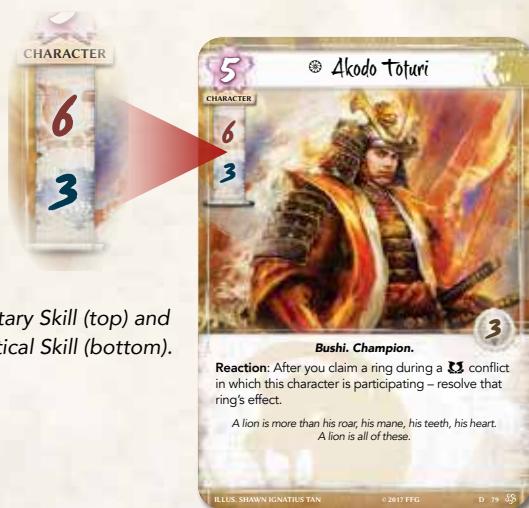 CHARACTER
6
3
tary Skill (top) and
tical Skill (bottom).
5
Akodo Toturi
CHARACTER
6
3
3
Bushi. Champion.
Reaction: After you claim a ring during a conflict
in which this character is participating – resolve that
ring's effect.
A lion is more than his roar, his mane, his teeth, his heart.
A lion is all of these.
ILLUS. SHAWN IGNATIUS TAN © 2017 FFG D 79